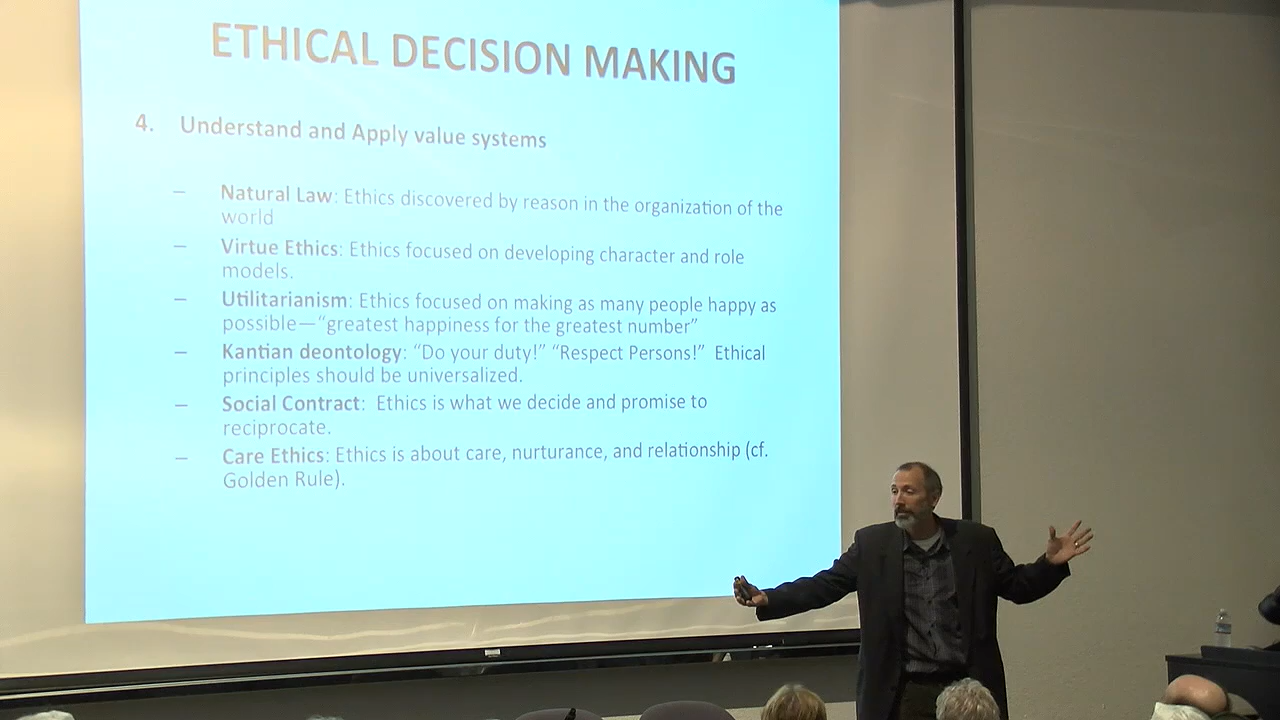 ETHICAL DECISION MAKING
4. Understand and Apply value systems
– Natural Law: Ethics discovered by reason in the organization of the
world
– Virtue Ethics: Ethics focused on developing character and role
models.
– Utilitarianism: Ethics focused on making as many people happy as
possible—“greatest happiness for the greatest number”
– Kantian deontology: “Do your duty!” “Respect Persons!” Ethical
principles should be universalized.
– Social Contract: Ethics is what we decide and promise to
reciprocate.
– Care Ethics: Ethics is about care, nurturance, and relationship (cf.
Golden Rule).